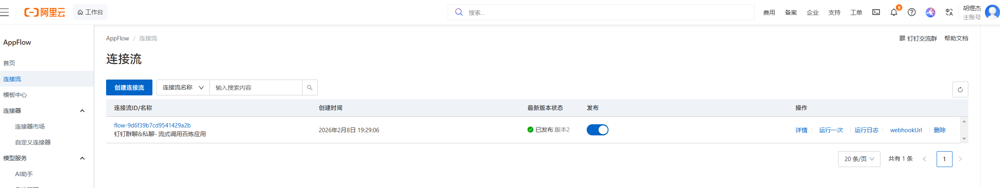 阿里云 工作台 搜索... 费用 备案 企业 支持 工单 9 胡煜杰
主账号
AppFlow
首页
连接流
模板中心
连接器
连接器市场
自定义连接器
模型服务
AI助手
AppFlow / 连接流
钉钉交流群 帮助文档
连接流
创建连接流 连接流名称 输入搜索内容
连接流ID/名称 创建时间 最新版本状态 发布 操作
flow-9d6f39b7cd9541429a2b
钉钉群聊&私聊- 流式调用百炼应用
2026年2月8日 19:29:06 已发布 版本2 详情 运行一次 运行日志 webhookUrl 删除
20 条/页 共有 1 条 1